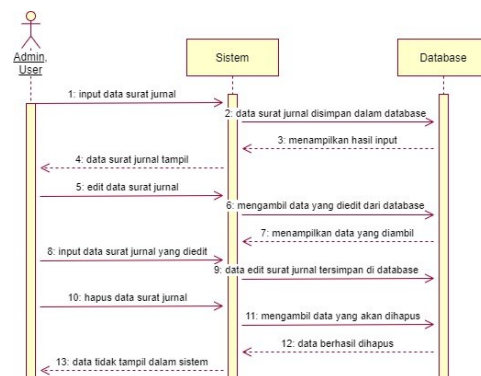 Admin,
User
Sistem
Database
1: input data surat jurnal
2: data surat jurnal disimpan dalam database
3: menampilkan hasil input
4: data surat jurnal tampil
5: edit data surat jurnal
6: mengambil data yang diedit dari database
7: menampilkan data yang diambil
8: input data surat jurnal yang diedit
9: data edit surat jurnal tersimpan di database
10: hapus data surat jurnal
11: mengambil data yang akan dihapus
12: data berhasil dihapus
13: data tidak tampil dalam sistem